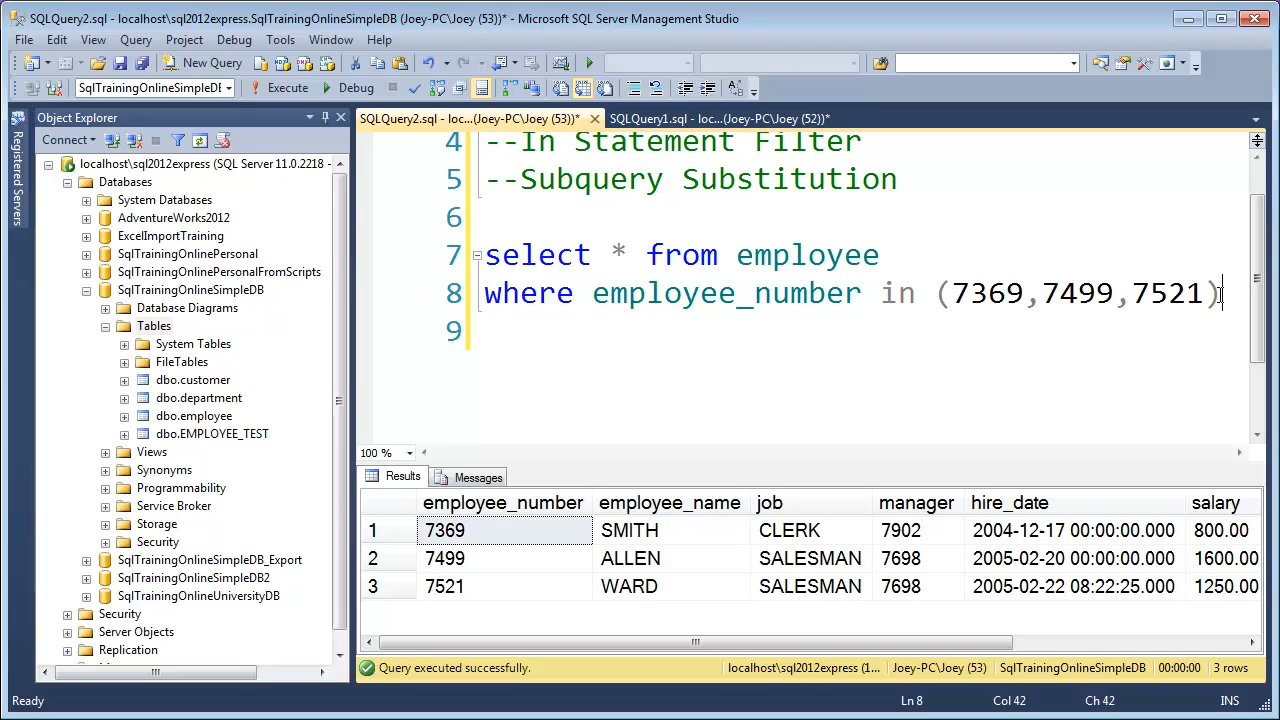 SQLQuery2.sql - localhost\sql2012express.SqlTrainingOnlineSimpleDB (Joey-PC\Joey (53))* - Microsoft SQL Server Management Studio
File Edit View Query Project Debug Tools Window Help
New Query
SqlTrainingOnlineSimpleDE Execute Debug
Registered Servers
Object Explorer
Connect
localhost\sql2012express (SQL Server 11.0.2218 -
Databases
System Databases
AdventureWorks2012
ExcelImportTraining
SqlTrainingOnlinePersonal
SqlTrainingOnlinePersonalFromScripts
SqlTrainingOnlineSimpleDB
Database Diagrams
Tables
System Tables
FileTables
dbo.customer
dbo.department
dbo.employee
dbo.EMPLOYEE_TEST
Views
Synonyms
Programmability
Service Broker
Storage
Security
SqlTrainingOnlineSimpleDB_Export
SqlTrainingOnlineSimpleDB2
SqlTrainingOnlineUniversityDB
Security
Server Objects
Replication
SQLQuery2.sql - loc...(Joey-PC\Joey (53))* SQLQuery1.sql - loc...(Joey-PC\Joey (52))*
4 --In Statement Filter
5 --Subquery Substitution
6
7 select * from employee
8 where employee_number in (7369,7499,7521)
9
100 %
Results Messages
employee_number employee_name job manager hire_date salary
1 7369 SMITH CLERK 7902 2004-12-17 00:00:00.000 800.00
2 7499 ALLEN SALESMAN 7698 2005-02-20 00:00:00.000 1600.00
3 7521 WARD SALESMAN 7698 2005-02-22 08:22:25.000 1250.00
Query executed successfully. localhost\sql2012express (1... Joey-PC\Joey (53) SqlTrainingOnlineSimpleDB 00:00:00 3 rows
Ready Ln 8 Col 42 Ch 42 INS